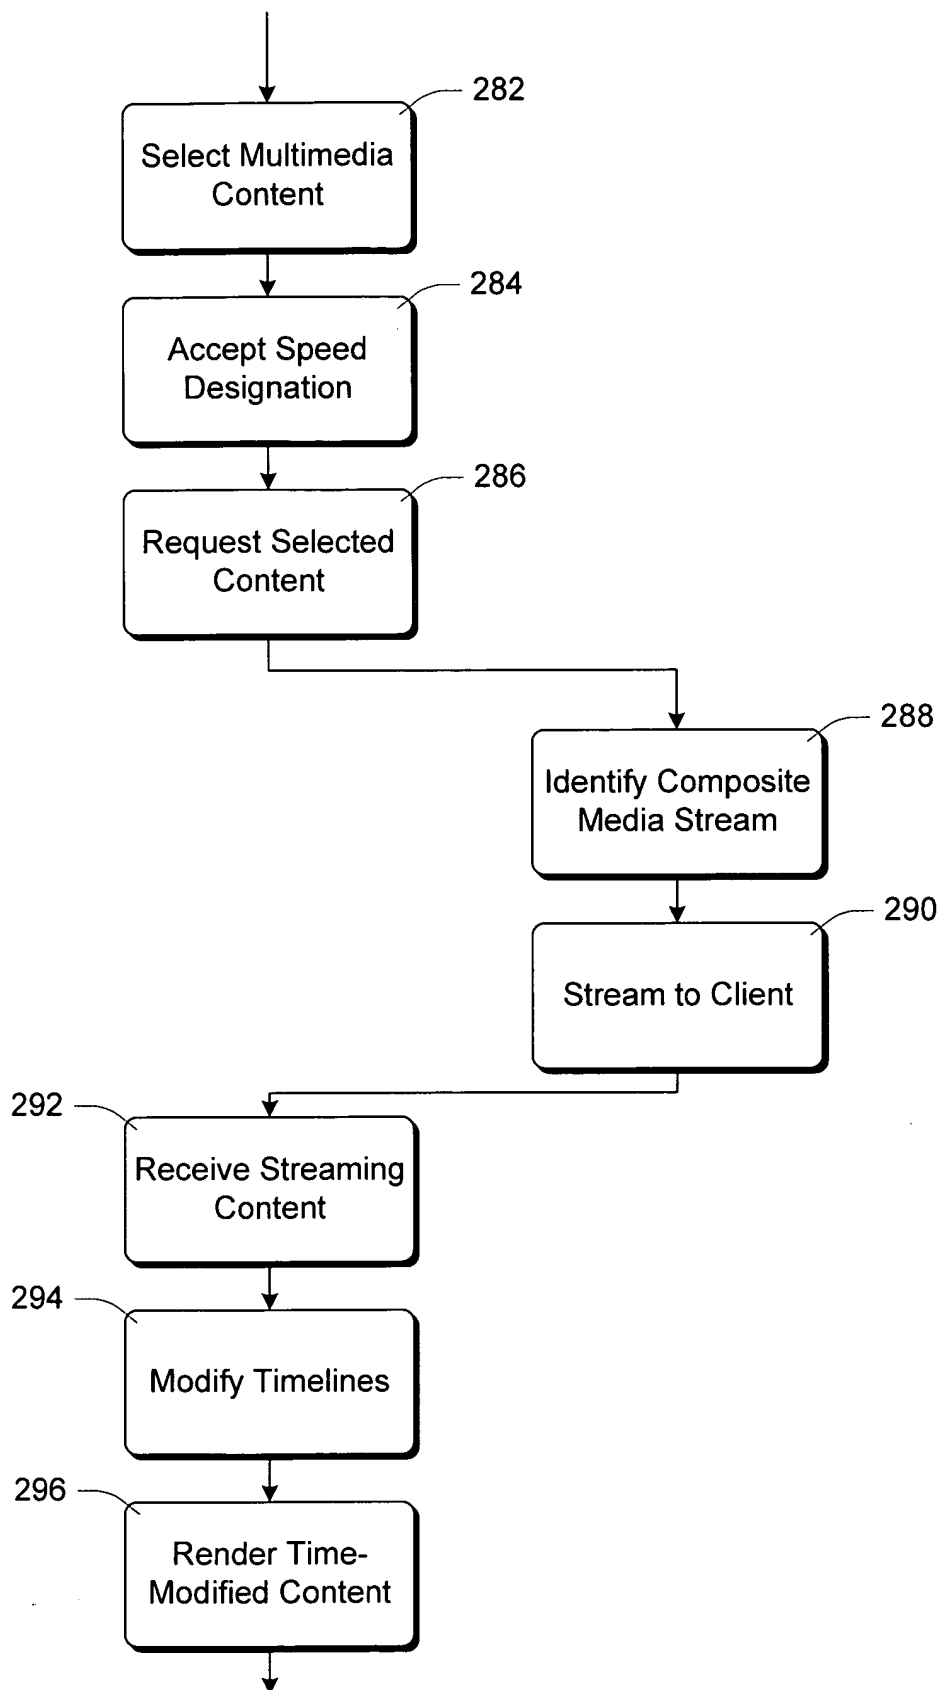 282
Select Multimedia
Content
284
Accept Speed
Designation
286
Request Selected
Content
288
Identify Composite
Media Stream
290
Stream to Client
292
Receive Streaming
Content
294
Modify Timelines
296
Render Time-
Modified Content